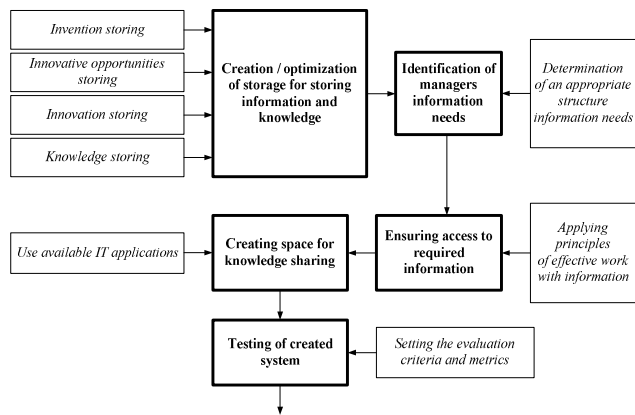 Invention storing
Innovative opportunities
storing
Innovation storing
Knowledge storing
Creation / optimization
of storage for storing
information and
knowledge
Identification of
managers
information
needs
Determination
of an appropriate
structure
information needs
Use available IT applications
Creating space for
knowledge sharing
Ensuring access to
required
information
Applying
principles
of effective work
with information
Testing of created
system
Setting the evaluation
criteria and metrics